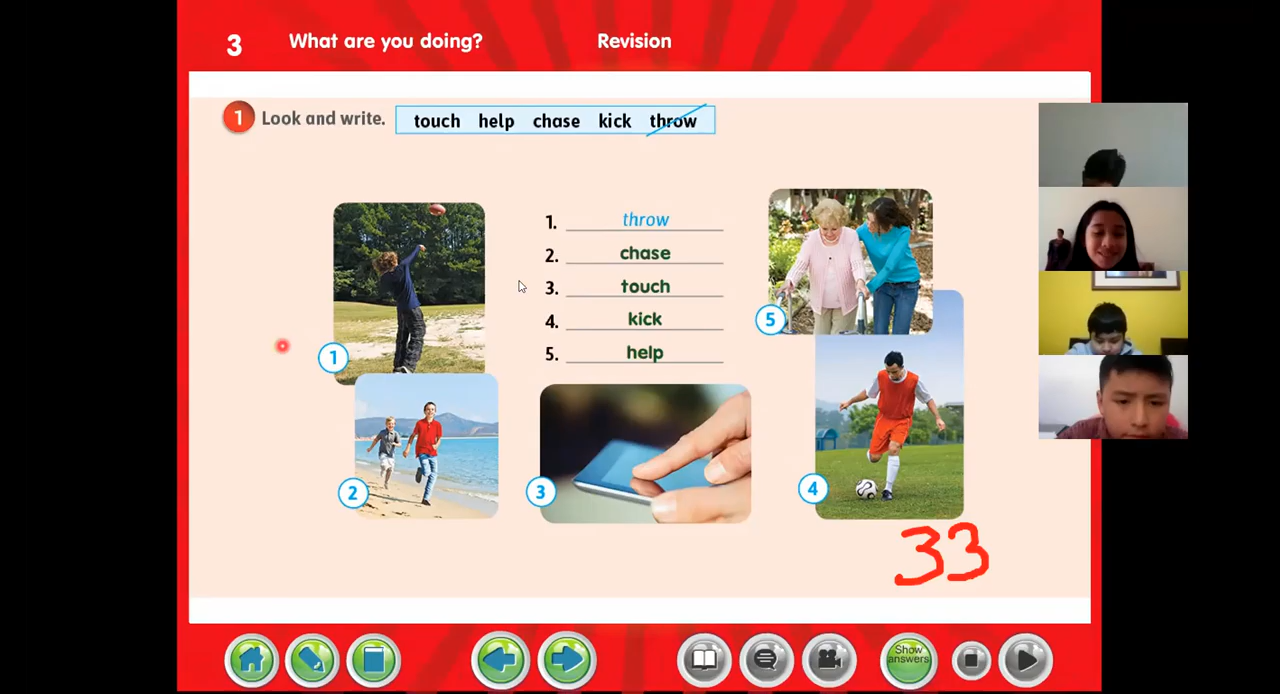 3 What are you doing? Revision
1 Look and write. touch help chase kick throw
1. throw
2. chase
3. touch
4. kick
5. help
1
2
3
4
5
33
Show answers